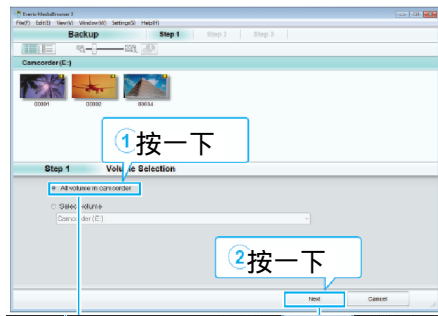 Everio MediaBrowser 3
File(F) Edit(E) View(V) Window(W) Settings(S) Help(H)
Backup Step 1 Step 2 Step 3
Camcorder(E:)
00001 00002 00003
① 按一下
Step 1 Volume Selection
All volume in camcorder
Select volume
Camcorder (E:)
② 按一下
Next Cancel